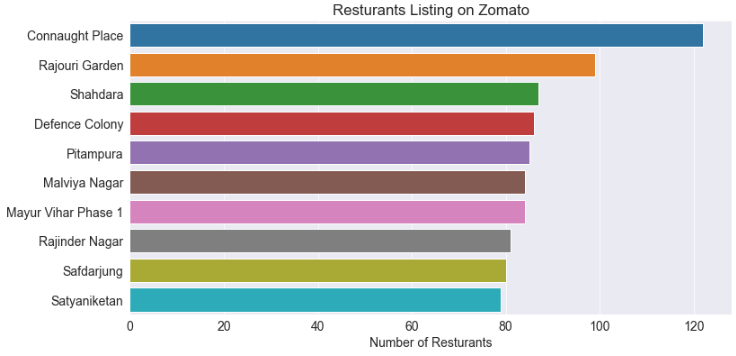 Resturants Listing on Zomato
Connaught Place
Rajouri Garden
Shahdara
Defence Colony
Pitampura
Malviya Nagar
Mayur Vihar Phase 1
Rajinder Nagar
Safdarjung
Satyaniketan
0 20 40 60 80 100 120
Number of Resturants